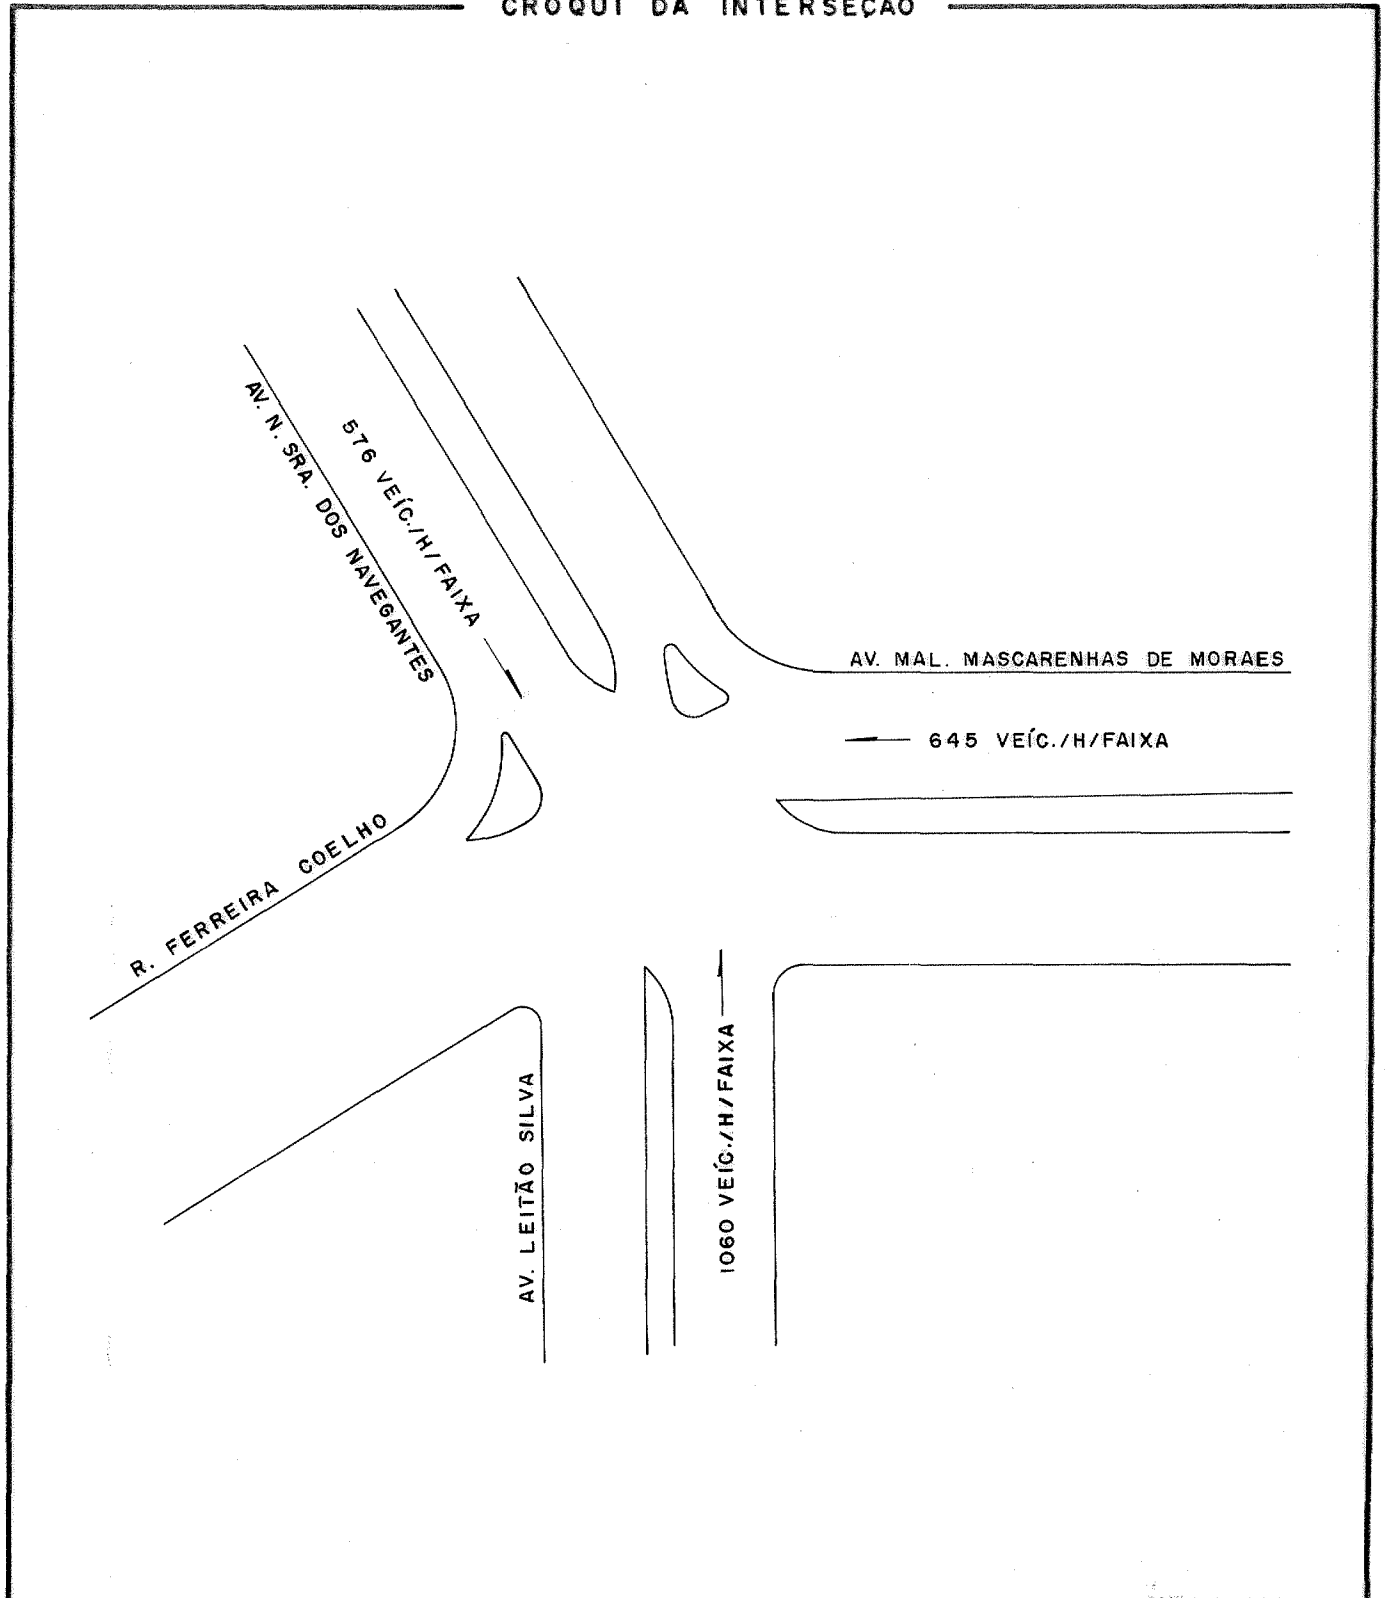 CROQUI DA INTERSEÇÃO
AV. N. SRA. DOS NAVEGANTES
576 VEÍC./H/FAIXA
AV. MAL. MASCARENHAS DE MORAES
645 VEÍC./H/FAIXA
R. FERREIRA COELHO
AV. LEITÃO SILVA
1060 VEÍC./H/FAIXA